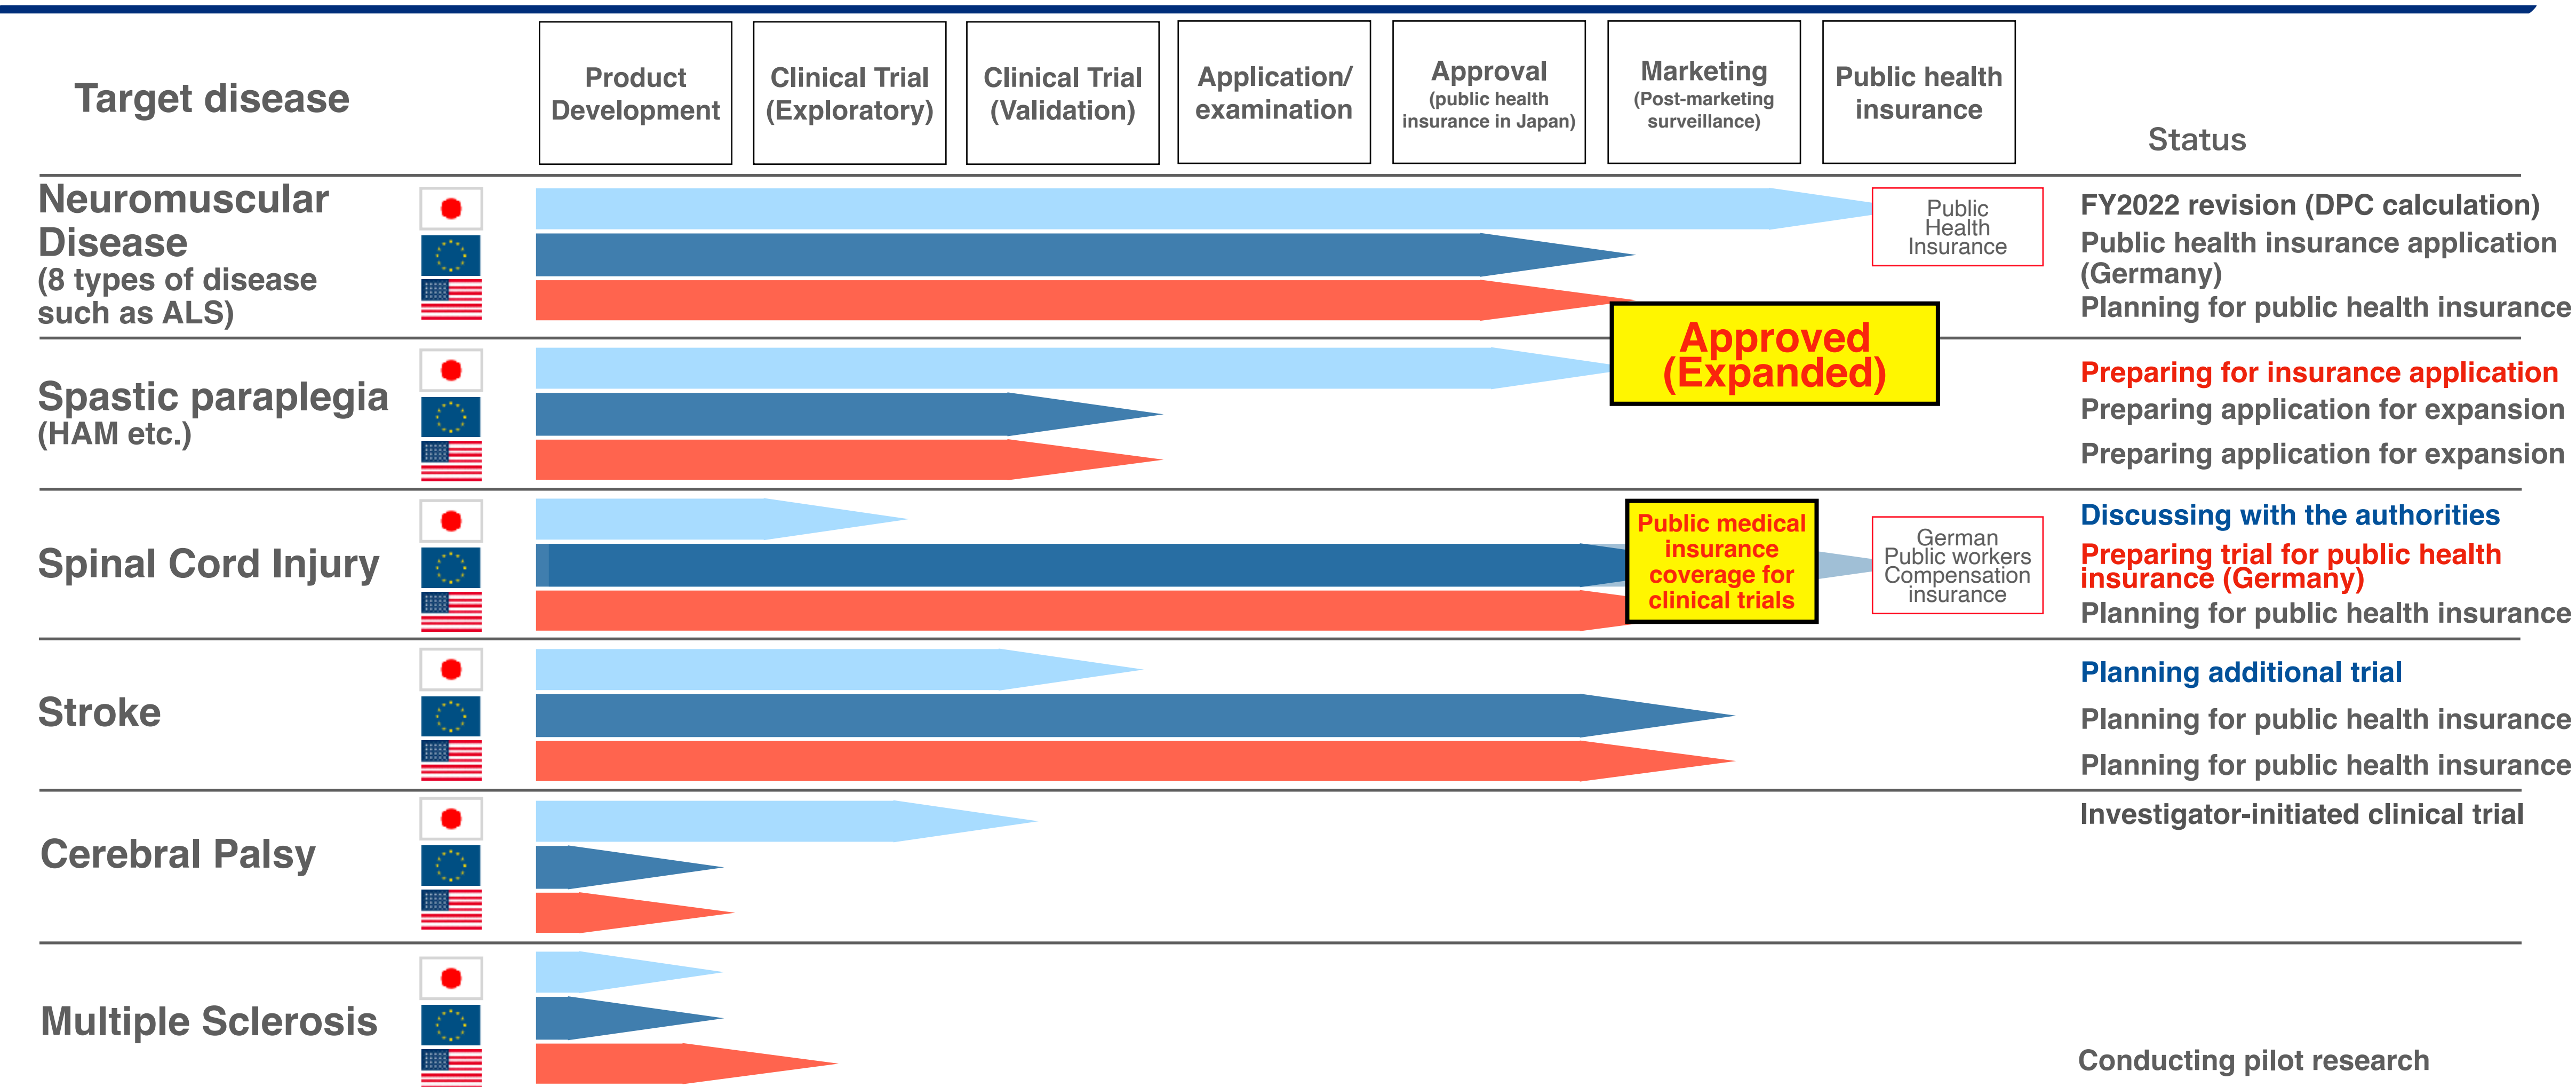 Target disease
Product
Development
Clinical Trial
(Exploratory)
Clinical Trial
(Validation)
Application/
examination
Approval
(public health
insurance in Japan)
Marketing
(Post-marketing
surveillance)
Public health
insurance
Status
Neuromuscular
Disease
(8 types of disease
such as ALS)
Public
Health
Insurance
FY2022 revision (DPC calculation)
Public health insurance application
(Germany)
Planning for public health insurance
Approved
(Expanded)
Spastic paraplegia
(HAM etc.)
Preparing for insurance application
Preparing application for expansion
Preparing application for expansion
Spinal Cord Injury
Public medical
insurance
coverage for
clinical trials
German
Public workers
Compensation
insurance
Discussing with the authorities
Preparing trial for public health
insurance (Germany)
Planning for public health insurance
Stroke
Planning additional trial
Planning for public health insurance
Planning for public health insurance
Cerebral Palsy
Investigator-initiated clinical trial
Multiple Sclerosis
Conducting pilot research